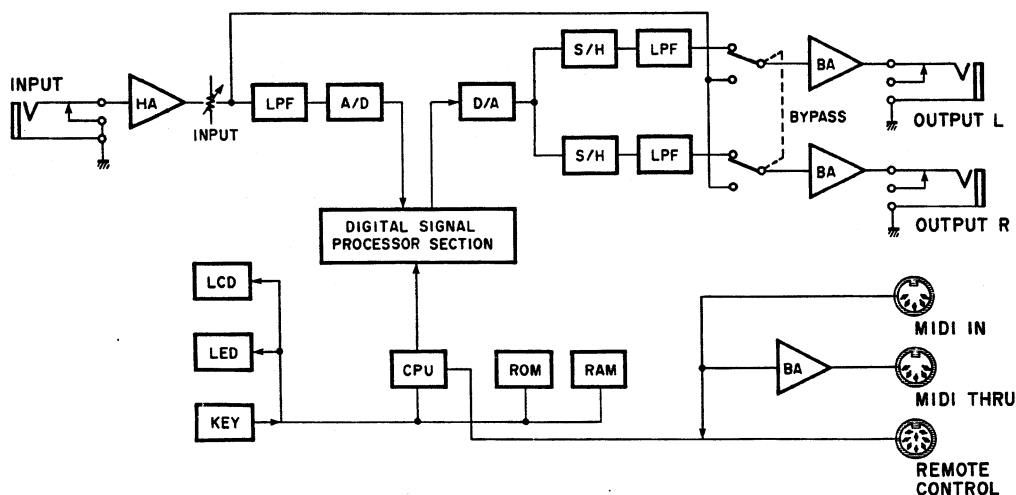 S/H
LPF
INPUT
HA
INPUT
LPF
A/D
D/A
BA
OUTPUT L
BYPASS
S/H
LPF
BA
OUTPUT R
DIGITAL SIGNAL
PROCESSOR SECTION
LCD
LED
KEY
CPU
ROM
RAM
MIDI IN
BA
MIDI THRU
REMOTE
CONTROL